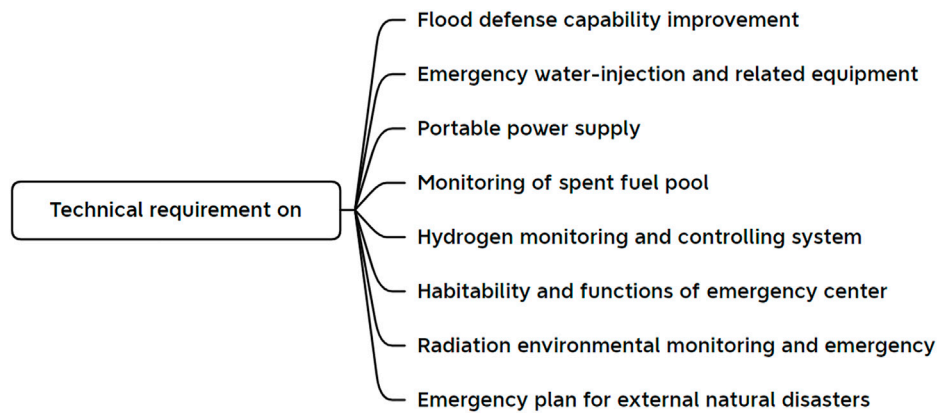 Technical requirement on
Flood defense capability improvement
Emergency water-injection and related equipment
Portable power supply
Monitoring of spent fuel pool
Hydrogen monitoring and controlling system
Habitability and functions of emergency center
Radiation environmental monitoring and emergency
Emergency plan for external natural disasters